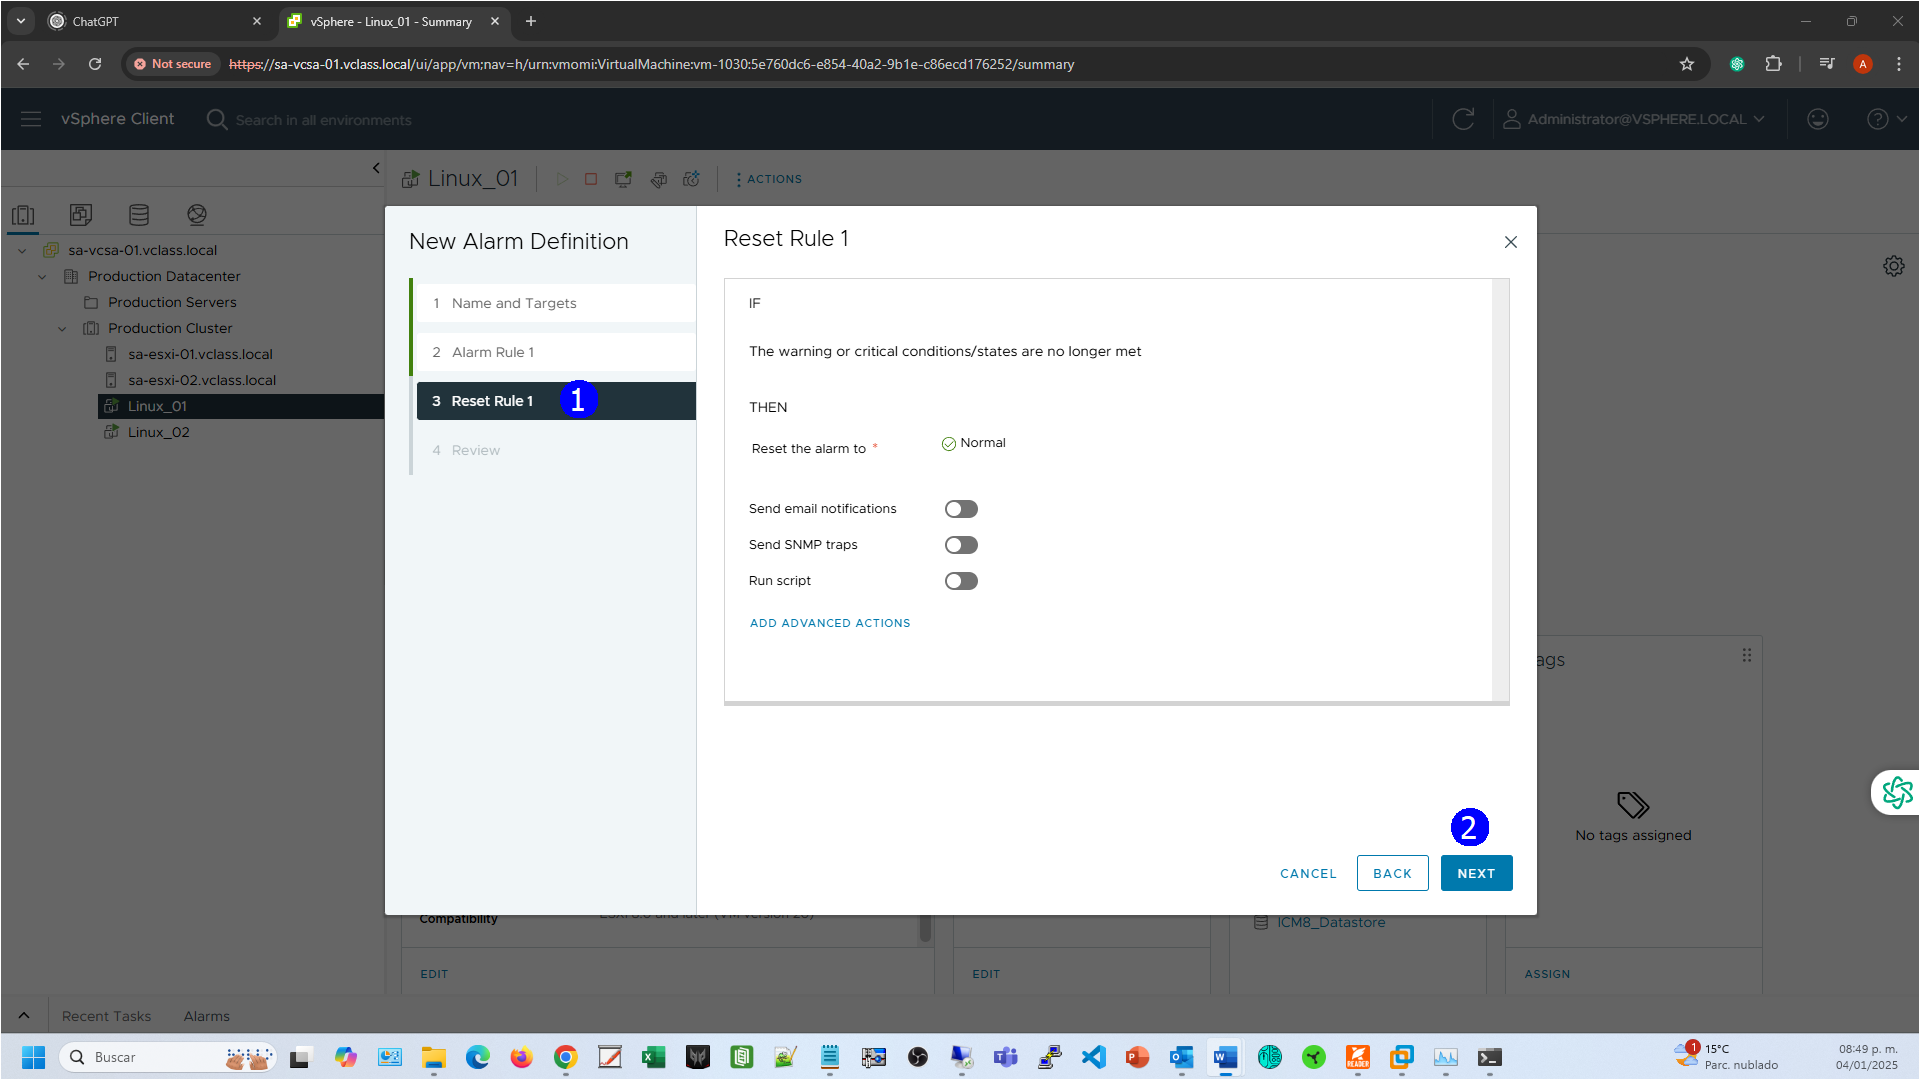 ChatGPT
vSphere - Linux_01 - Summary
Not secure
https://sa-vcsa-01.vclass.local/ui/app/vm;nav=h/urn:vmomi:VirtualMachine:vm-1030:5e760dc6-e854-40a2-9b1e-c86ecd176252/summary
A
vSphere Client
Search in all environments
Administrator@VSPHERE.LOCAL
Linux_01
ACTIONS
sa-vcsa-01.vclass.local
Production Datacenter
Production Servers
Production Cluster
sa-esxi-01.vclass.local
sa-esxi-02.vclass.local
Linux_01
Linux_02
New Alarm Definition
1 Name and Targets
2 Alarm Rule 1
3 Reset Rule 1
1
4 Review
Reset Rule 1
IF
The warning or critical conditions/states are no longer met
THEN
Reset the alarm to *
Normal
Send email notifications
Send SNMP traps
Run script
ADD ADVANCED ACTIONS
2
CANCEL
BACK
NEXT
ags
No tags assigned
Compatibility
ICM8_Datastore
EDIT
EDIT
ASSIGN
Recent Tasks
Alarms
Buscar
READER
1
15°C
Parc. nublado
08:49 p. m.
04/01/2025